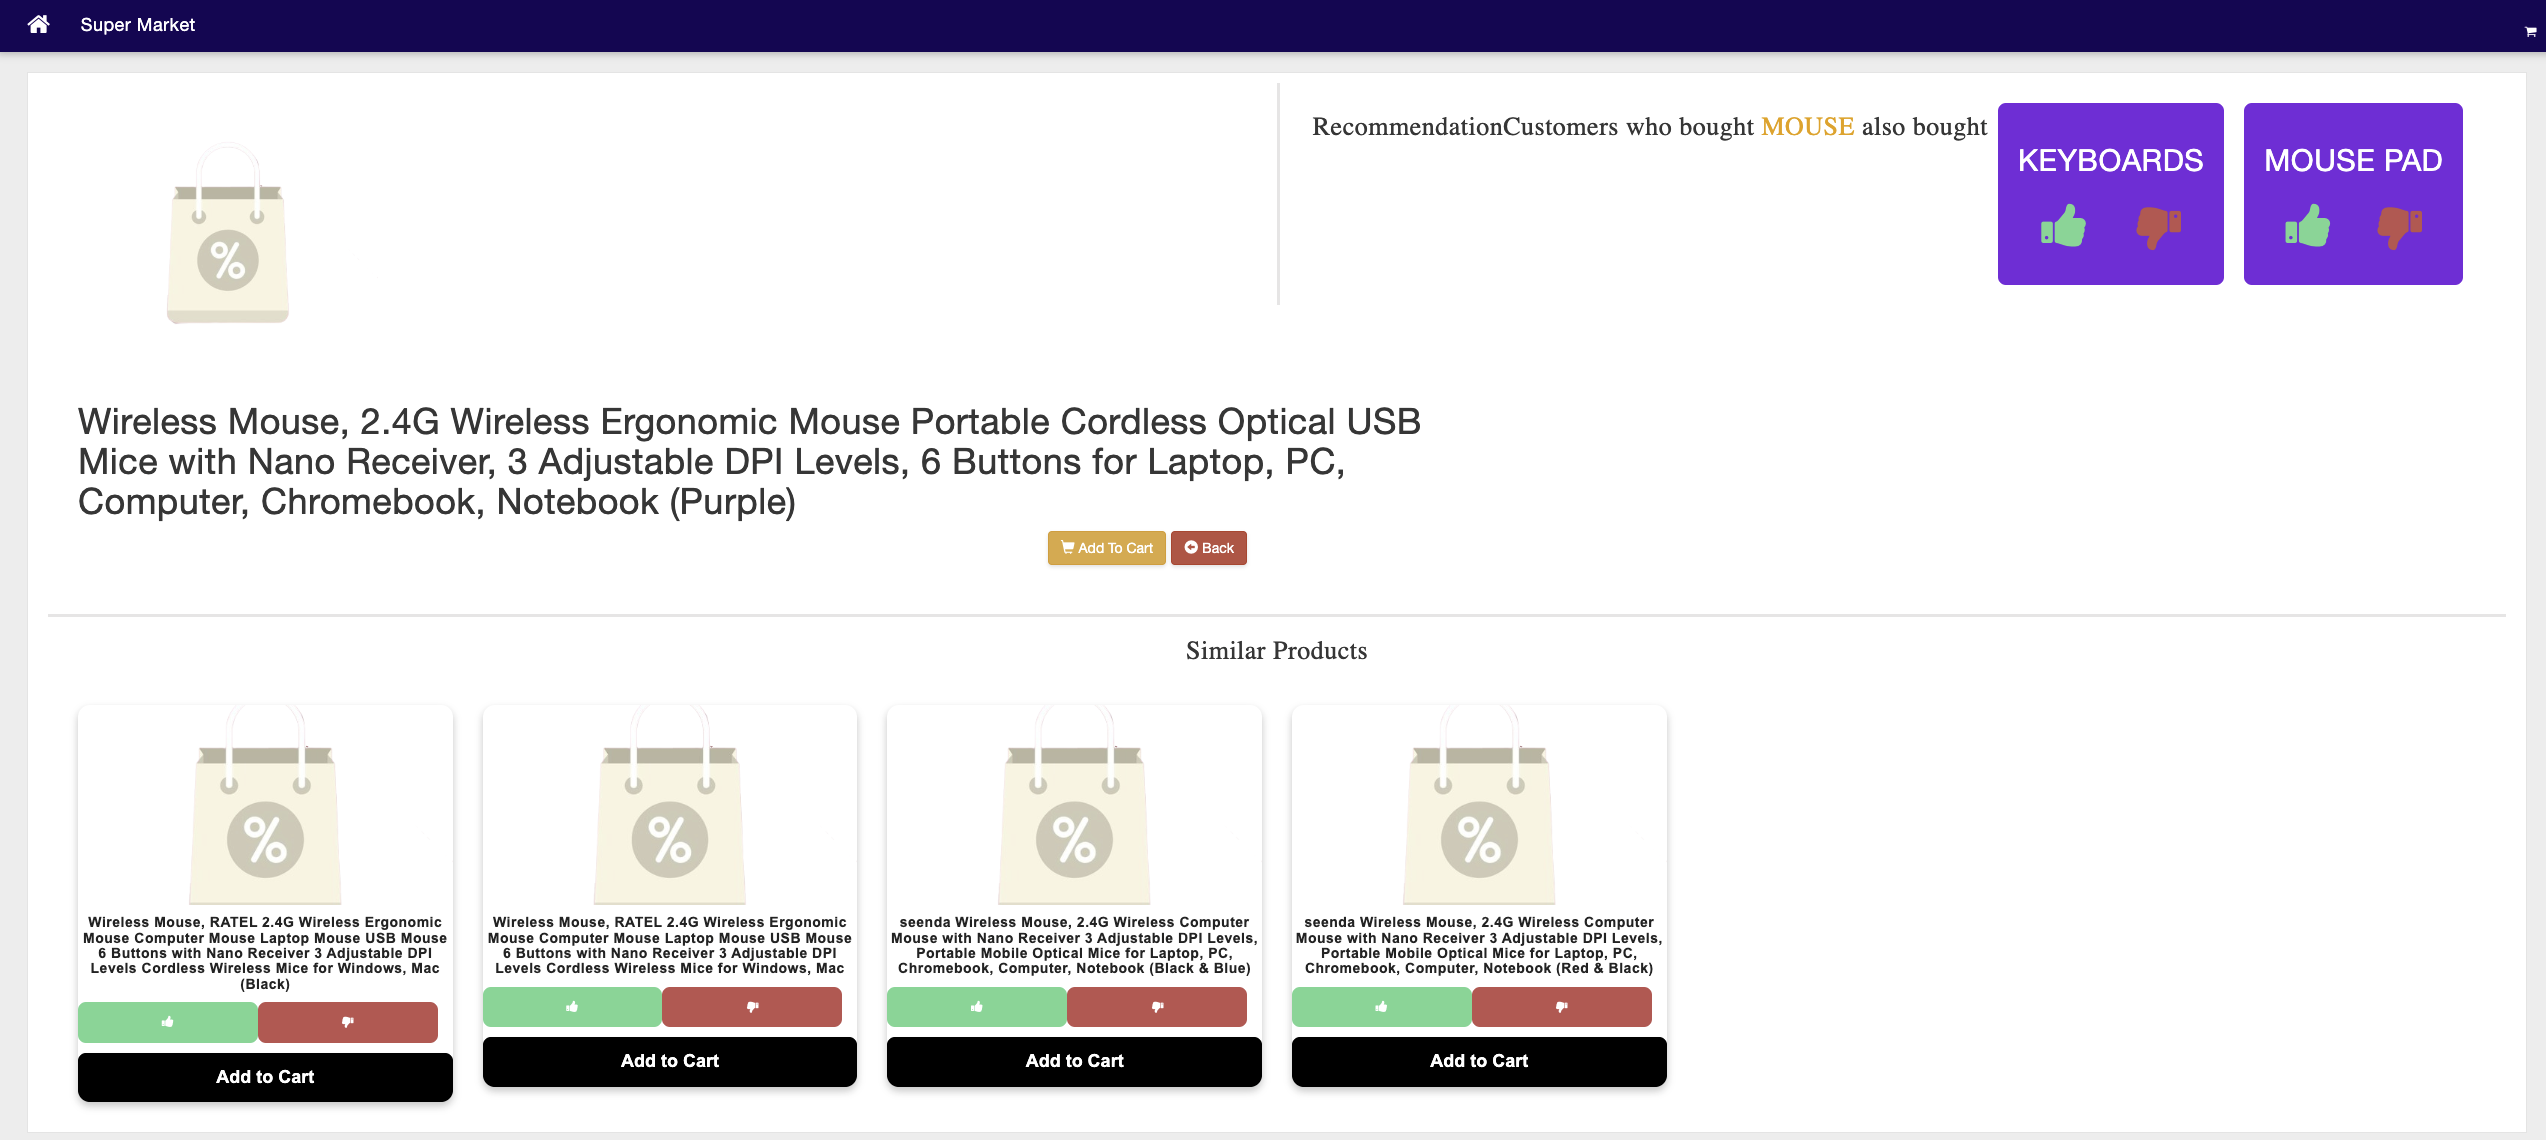 Super Market
RecommendationCustomers who bought MOUSE also bought
KEYBOARDS
MOUSE PAD
%
Wireless Mouse, 2.4G Wireless Ergonomic Mouse Portable Cordless Optical USB
Mice with Nano Receiver, 3 Adjustable DPI Levels, 6 Buttons for Laptop, PC,
Computer, Chromebook, Notebook (Purple)
Add To Cart
Back
Similar Products
%
Wireless Mouse, RATEL 2.4G Wireless Ergonomic
Mouse Computer Mouse Laptop Mouse USB Mouse
6 Buttons with Nano Receiver 3 Adjustable DPI
Levels Cordless Wireless Mice for Windows, Mac
(Black)
Add to Cart
%
Wireless Mouse, RATEL 2.4G Wireless Ergonomic
Mouse Computer Mouse Laptop Mouse USB Mouse
6 Buttons with Nano Receiver 3 Adjustable DPI
Levels Cordless Wireless Mice for Windows, Mac
Add to Cart
%
seenda Wireless Mouse, 2.4G Wireless Computer
Mouse with Nano Receiver 3 Adjustable DPI Levels,
Portable Mobile Optical Mice for Laptop, PC,
Chromebook, Computer, Notebook (Black & Blue)
Add to Cart
%
seenda Wireless Mouse, 2.4G Wireless Computer
Mouse with Nano Receiver 3 Adjustable DPI Levels,
Portable Mobile Optical Mice for Laptop, PC,
Chromebook, Computer, Notebook (Red & Black)
Add to Cart